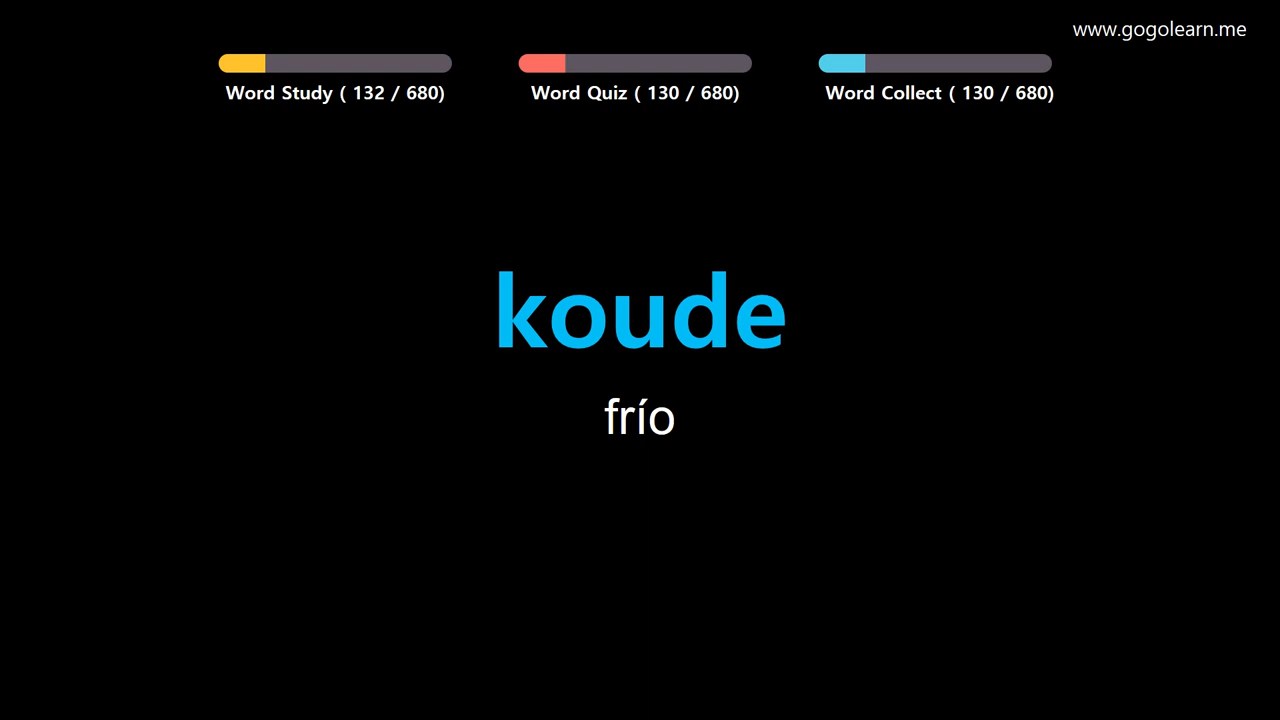 www.gogolearn.me
Word Study ( 132 / 680)
Word Quiz ( 130 / 680)
Word Collect ( 130 / 680)
koude
frío